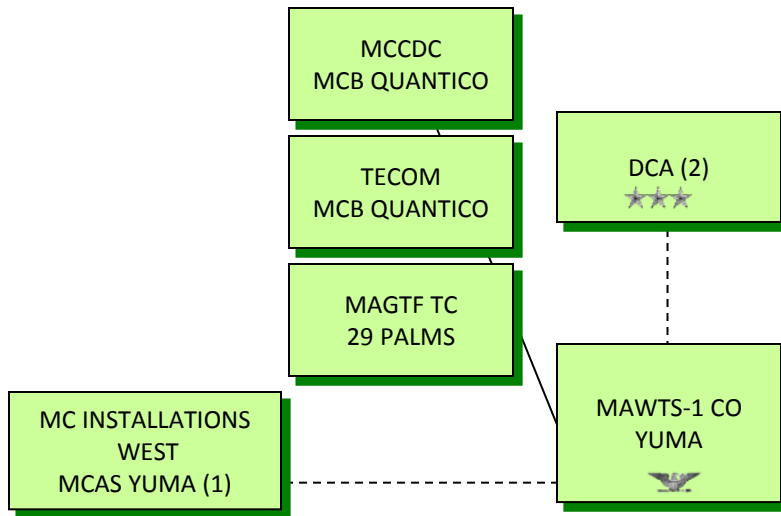 MCCDC
MCB QUANTICO
DCA (2)
TECOM
MCB QUANTICO
MAGTF TC
29 PALMS
MAWTS-1 CO
YUMA
MC INSTALLATIONS
WEST
MCAS YUMA (1)